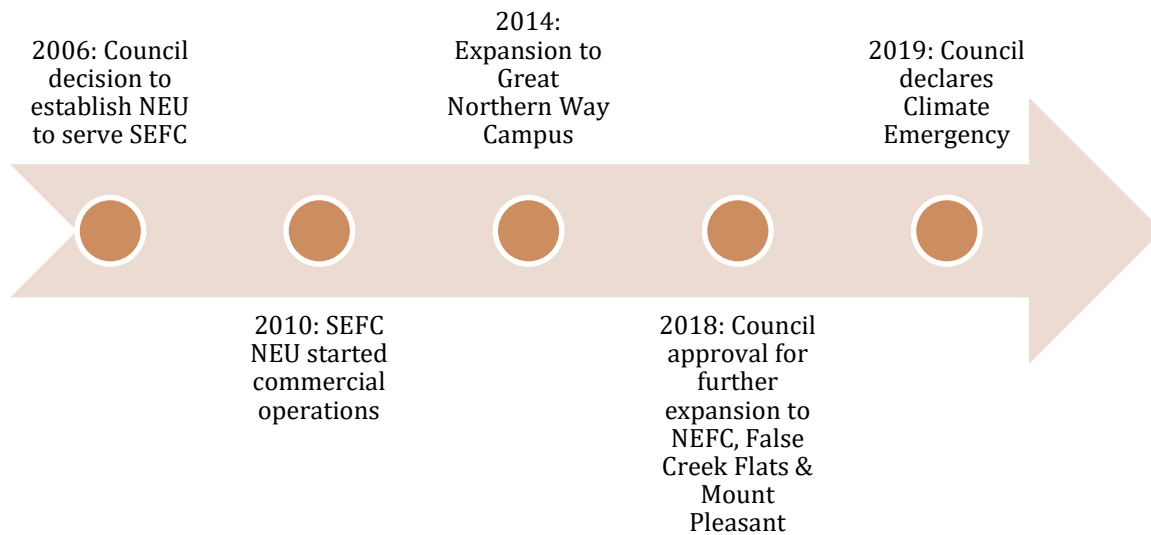 2006: Council
decision to
establish NEU
to serve SEFC
2010: SEFC
NEU started
commercial
operations
2014:
Expansion to
Great
Northern Way
Campus
2018: Council
approval for
further
expansion to
NEFC, False
Creek Flats &
Mount
Pleasant
2019: Council
declares
Climate
Emergency